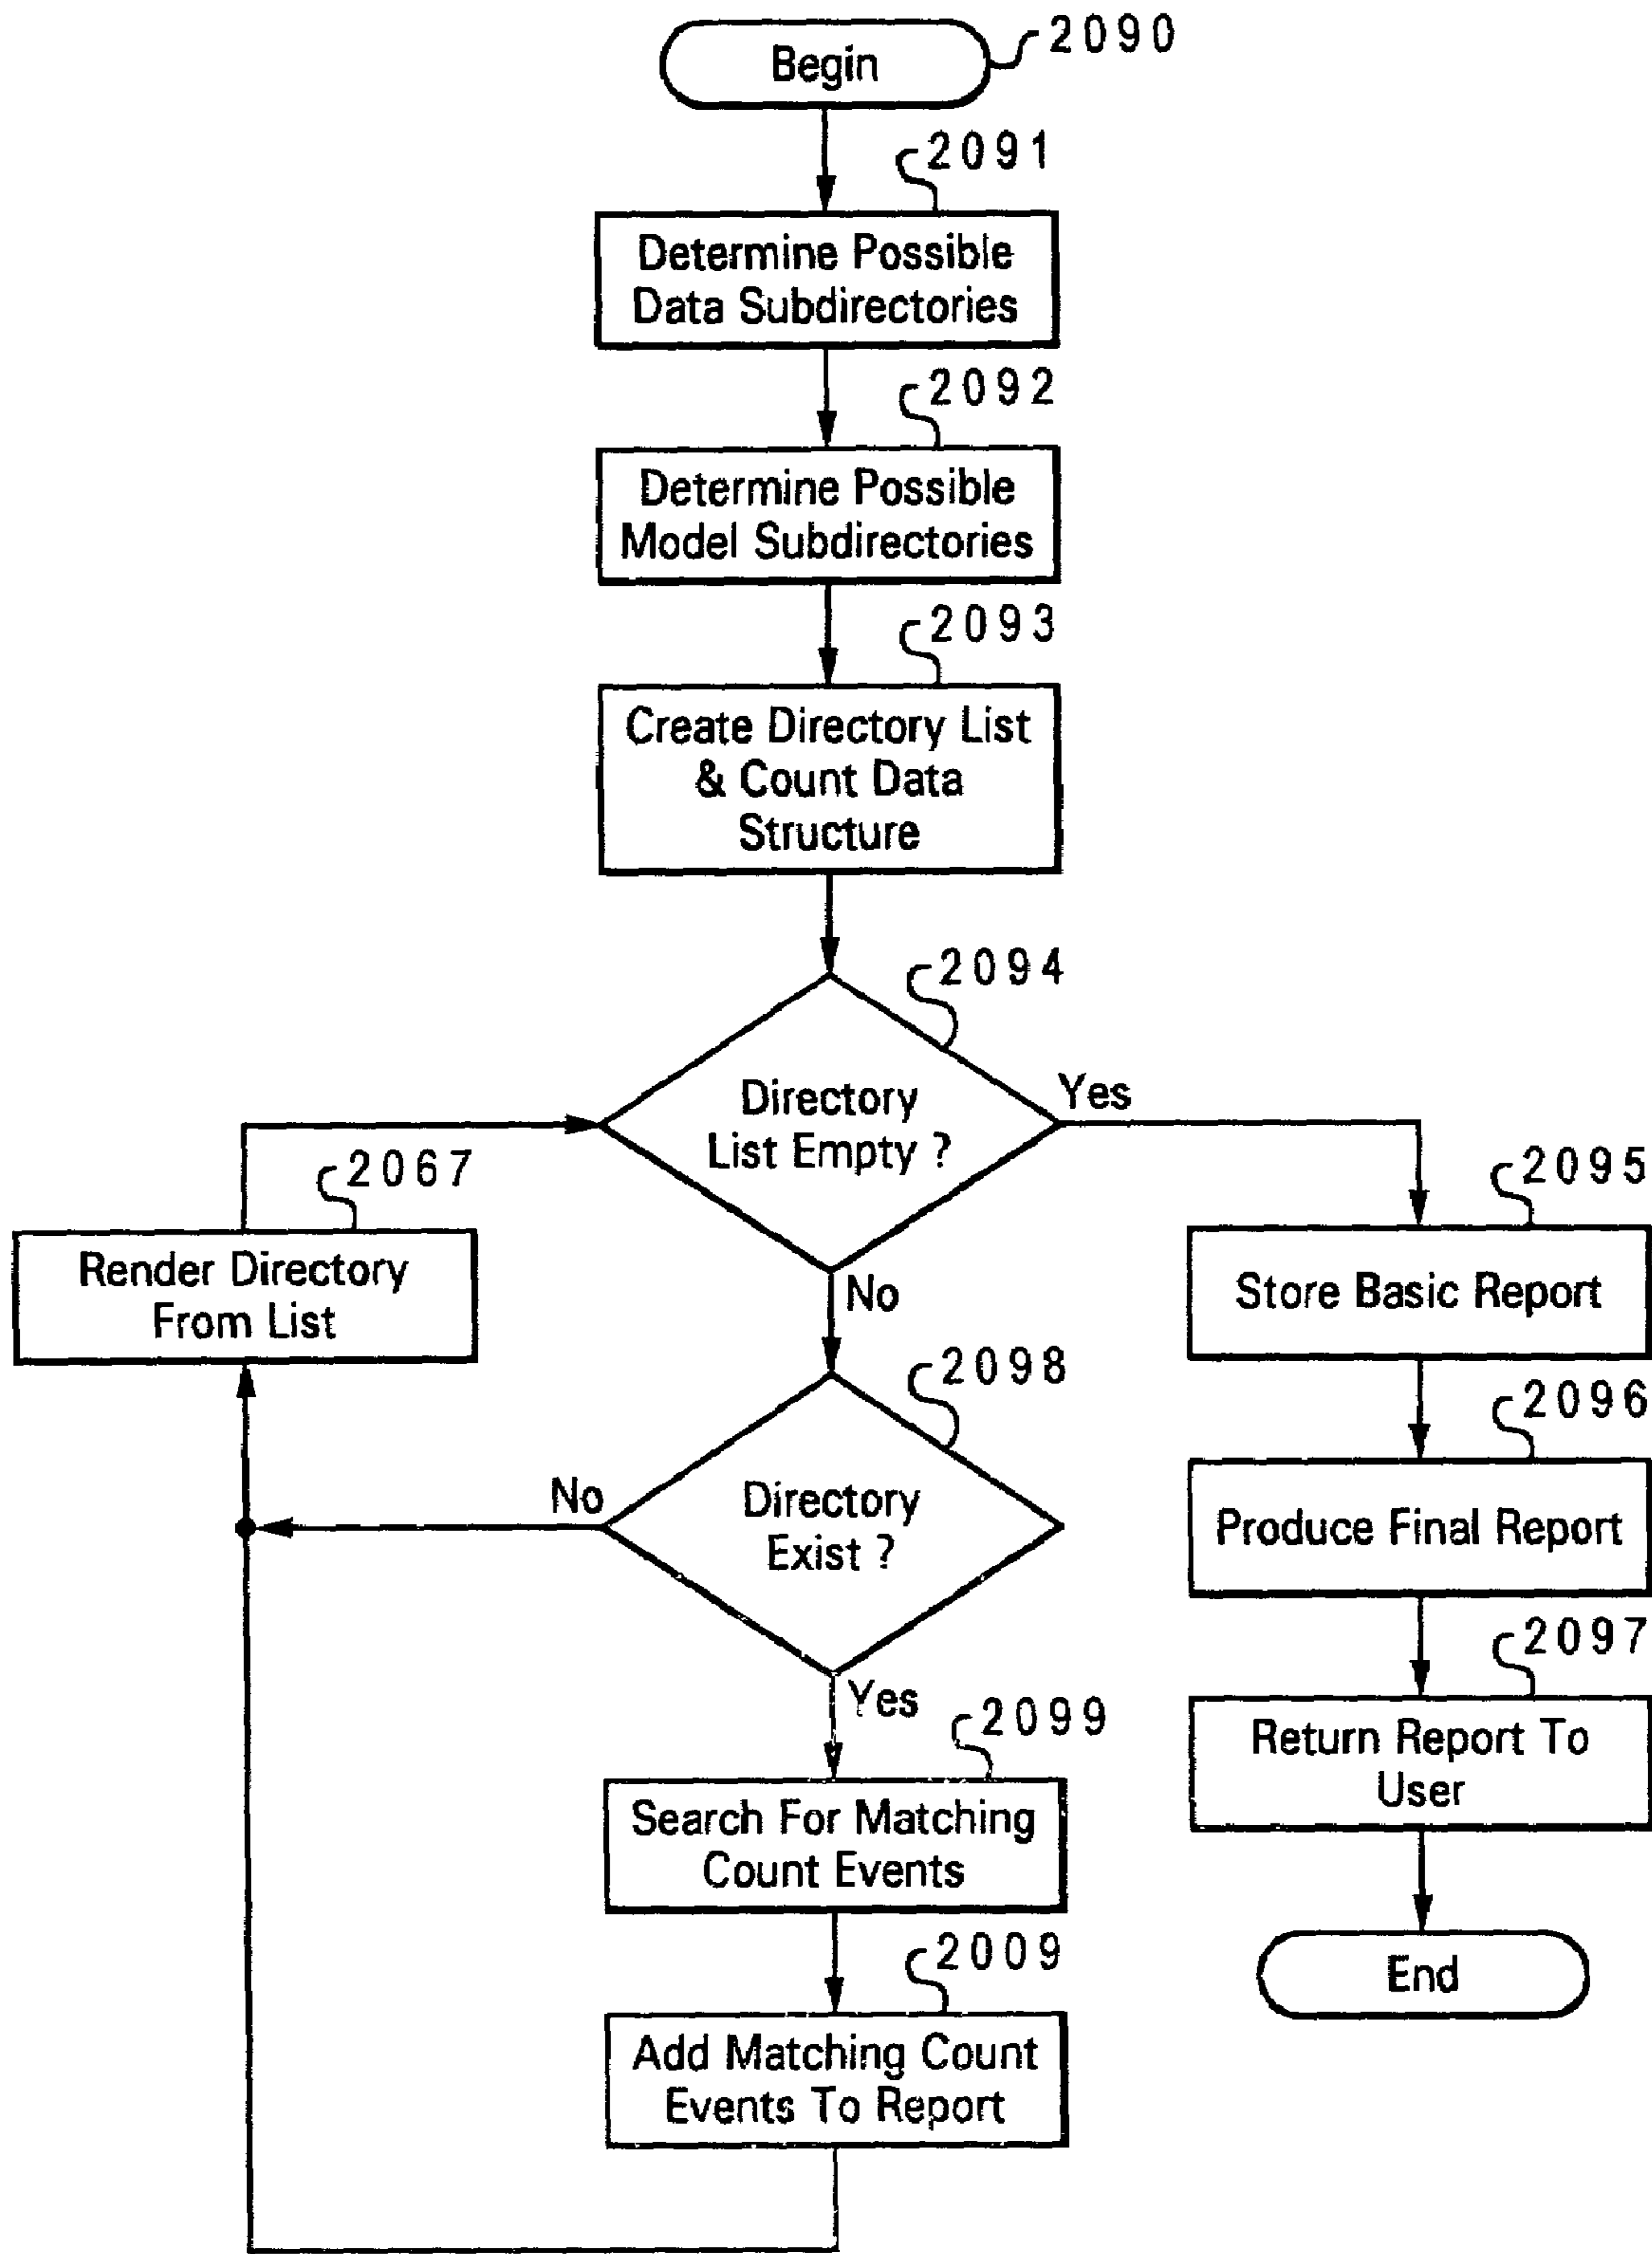 Begin
2090
2091
Determine Possible
Data Subdirectories
2092
Determine Possible
Model Subdirectories
2093
Create Directory List
& Count Data
Structure
2094
Directory
List Empty ?
Yes
No
2067
Render Directory
From List
2095
Store Basic Report
2098
Directory
Exist ?
No
Yes
2096
Produce Final Report
2097
Return Report To
User
2099
Search For Matching
Count Events
End
2009
Add Matching Count
Events To Report